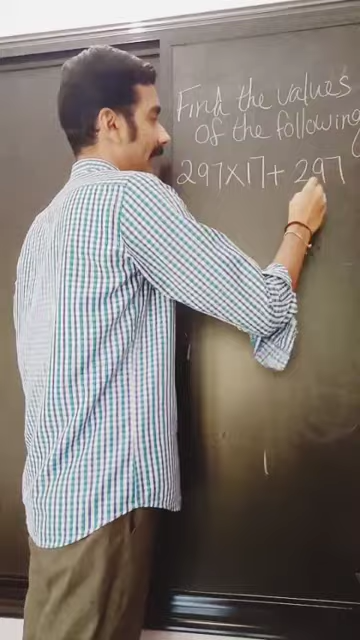 Find the values
of the following
297×17+ 297